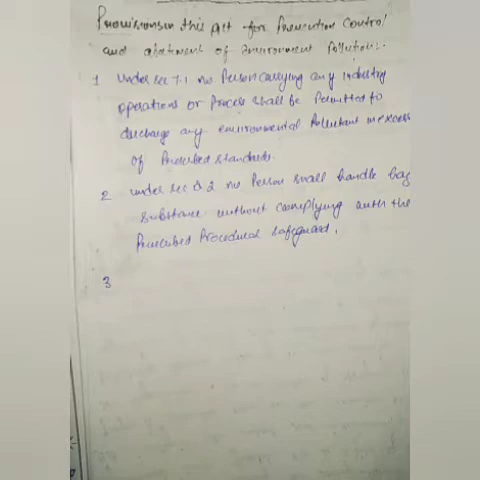 Provisions in this Act for Prevention Control
and abatment of Environment Pollution.
1 Under sec 7.1 no Person carrying any industry
operations or Process shall be Permitted to
discharge any environmental Pollutant in excess
of Prescribed Standards.
2 under sec 2 no Person shall handle
substance without complying with the
Prescribed Procedural safeguard.
3